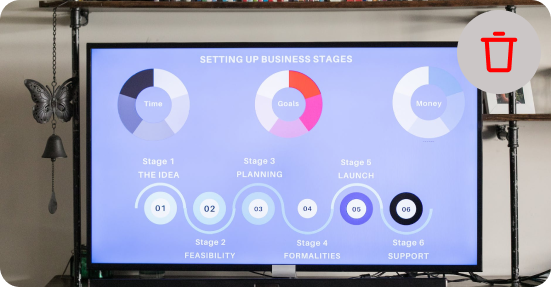 SETTING UP BUSINESS STAGES
Time
Goals
Money
Stage 1
THE IDEA
Stage 3
PLANNING
Stage 5
LAUNCH
01
02
03
04
05
06
Stage 2
FEASIBILITY
Stage 4
FORMALITIES
Stage 6
SUPPORT